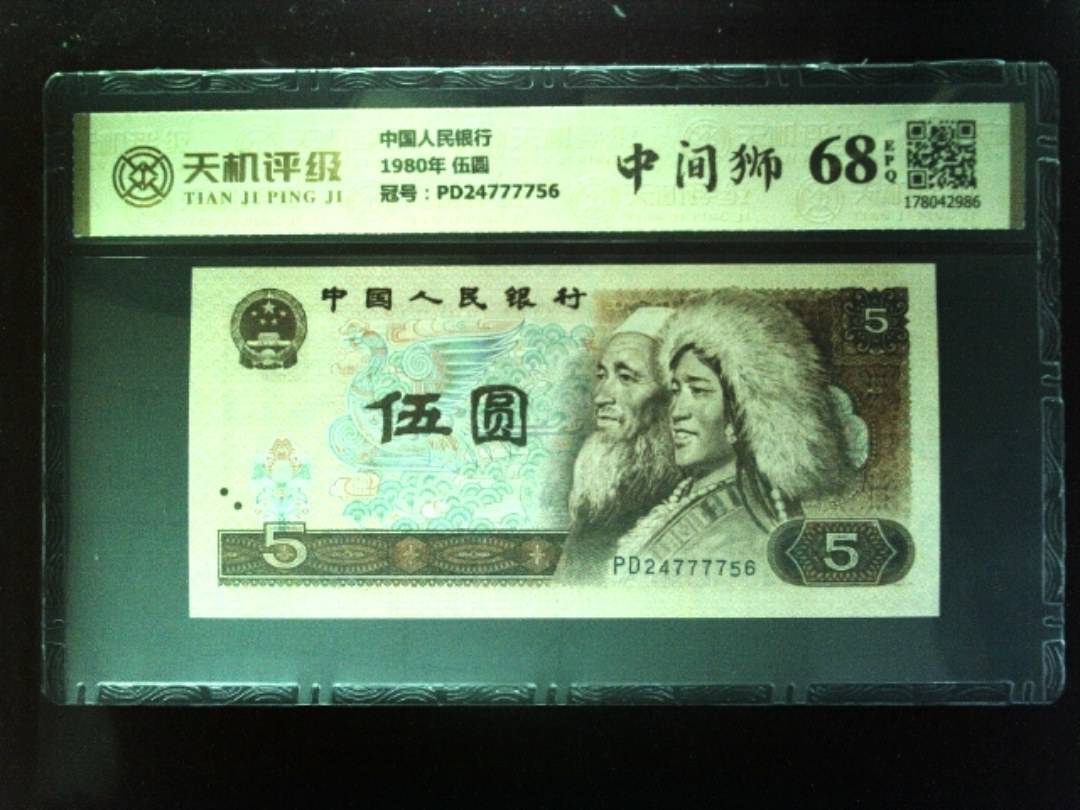 天机评级
TIAN JI PING JI
中国人民银行
1980年 伍圆
冠号：PD24777756
中间狮
68
EPQ
178042986
中国人民银行
5
伍圆
5
PD24777756
5